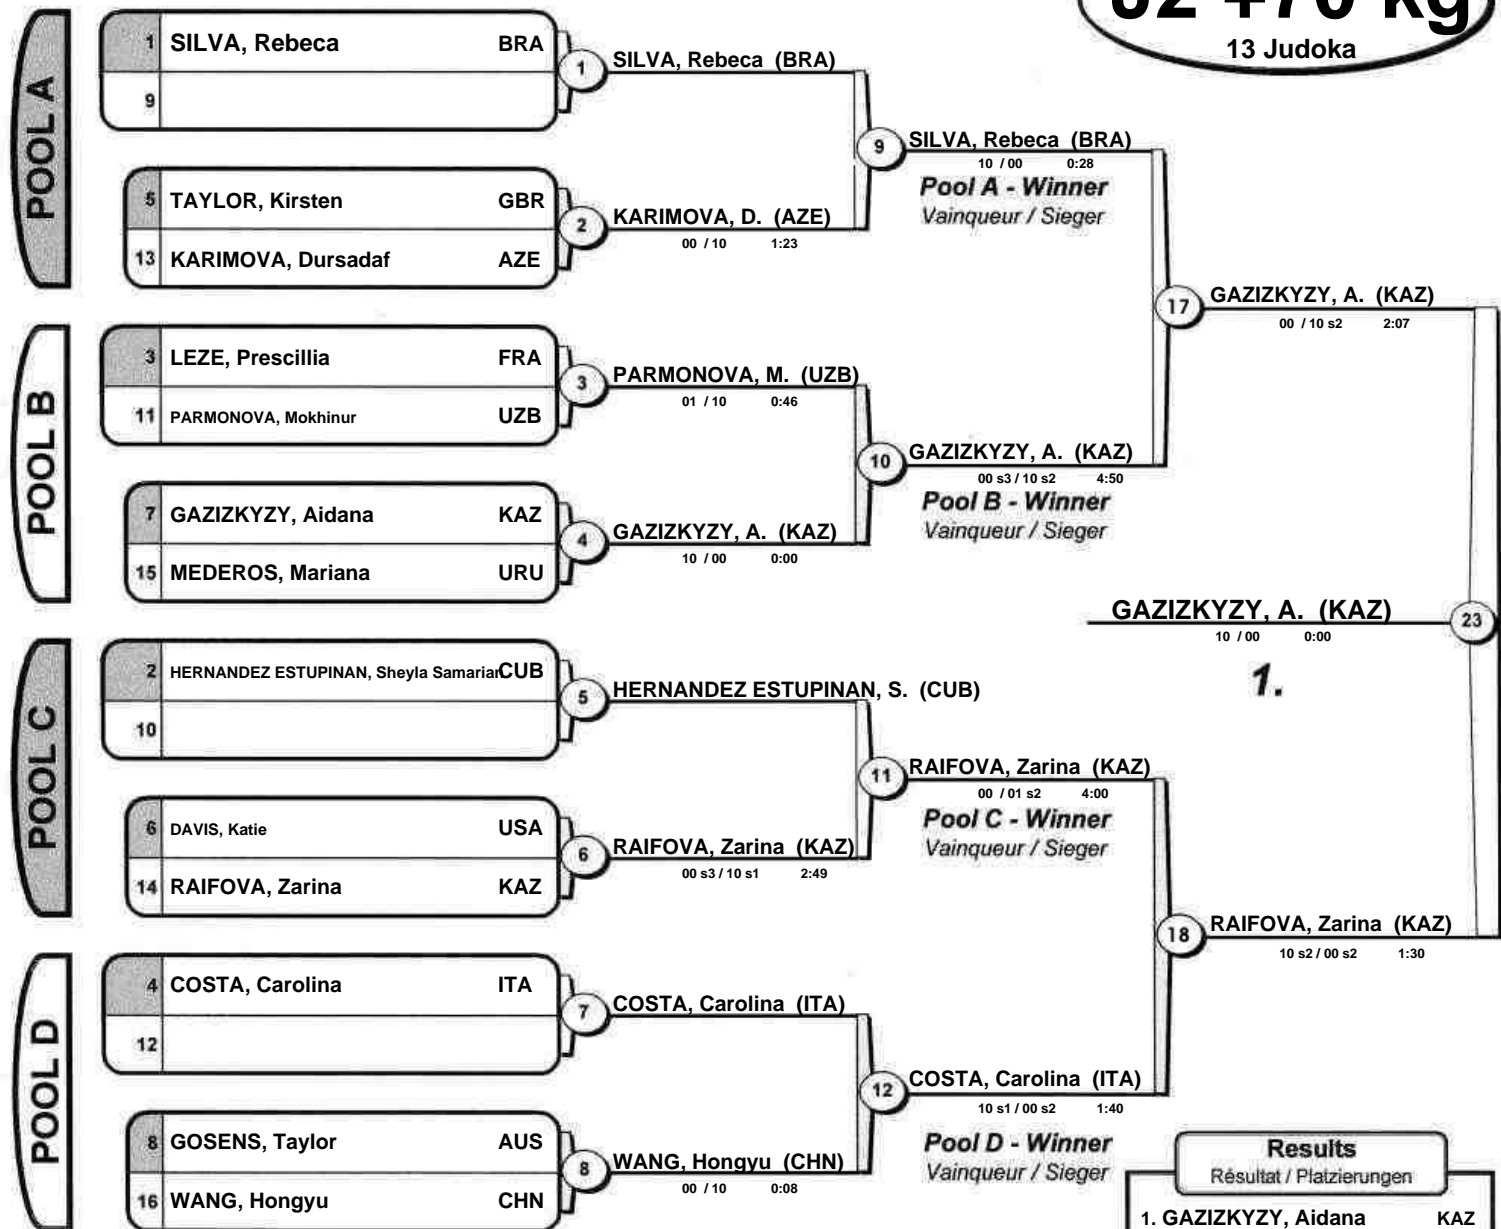 J2 +70 kg
13 Judoka
POOL A
1 SILVA, Rebeca BRA
9
5 TAYLOR, Kirsten GBR
13 KARIMOVA, Dursadaf AZE
1 SILVA, Rebeca (BRA)
2 KARIMOVA, D. (AZE)
00 / 10 1:23
9 SILVA, Rebeca (BRA)
10 / 00 0:28
Pool A - Winner
Vainqueur / Sieger
POOL B
3 LEZE, Prescillia FRA
11 PARMONOVA, Mokhinur UZB
7 GAZIZKYZY, Aidana KAZ
15 MEDEROS, Mariana URU
3 PARMONOVA, M. (UZB)
01 / 10 0:46
4 GAZIZKYZY, A. (KAZ)
10 / 00 0:00
10 GAZIZKYZY, A. (KAZ)
00 s3 / 10 s2 4:50
Pool B - Winner
Vainqueur / Sieger
17 GAZIZKYZY, A. (KAZ)
00 / 10 s2 2:07
GAZIZKYZY, A. (KAZ) 23
10 / 00 0:00
1.
POOL C
2 HERNANDEZ ESTUPINAN, Sheyla Samarian CUB
10
6 DAVIS, Katie USA
14 RAIFOVA, Zarina KAZ
5 HERNANDEZ ESTUPINAN, S. (CUB)
6 RAIFOVA, Zarina (KAZ)
00 s3 / 10 s1 2:49
11 RAIFOVA, Zarina (KAZ)
00 / 01 s2 4:00
Pool C - Winner
Vainqueur / Sieger
POOL D
4 COSTA, Carolina ITA
12
8 GOSENS, Taylor AUS
16 WANG, Hongyu CHN
7 COSTA, Carolina (ITA)
8 WANG, Hongyu (CHN)
00 / 10 0:08
12 COSTA, Carolina (ITA)
10 s1 / 00 s2 1:40
Pool D - Winner
Vainqueur / Sieger
18 RAIFOVA, Zarina (KAZ)
10 s2 / 00 s2 1:30
Results
Résultat / Platzierungen
1. GAZIZKYZY, Aidana KAZ